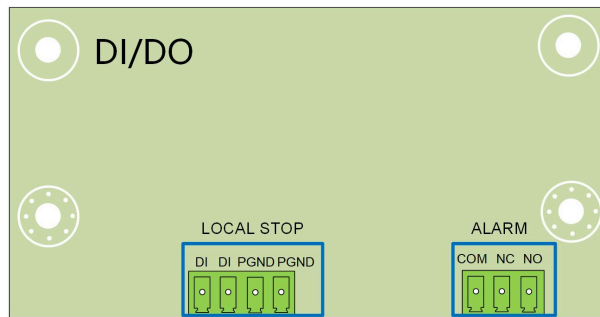 DI/DO
LOCAL STOP
DI DI PGND PGND
ALARM
COM NC NO